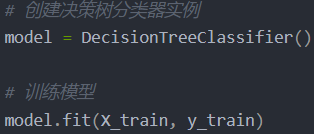 # 创建决策树分类器实例
model = DecisionTreeClassifier()
# 训练模型
model.fit(X_train, y_train)